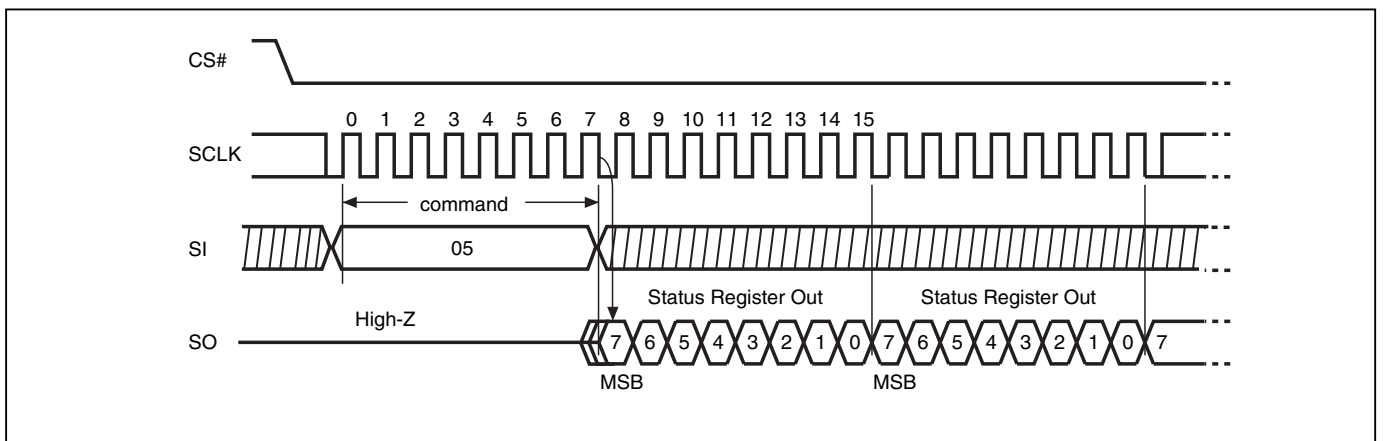 CS#
0 1 2 3 4 5 6 7 8 9 10 11 12 13 14 15
SCLK
command
SI 05
Status Register Out Status Register Out
High-Z
SO 7 6 5 4 3 2 1 0 7 6 5 4 3 2 1 0 7
MSB MSB